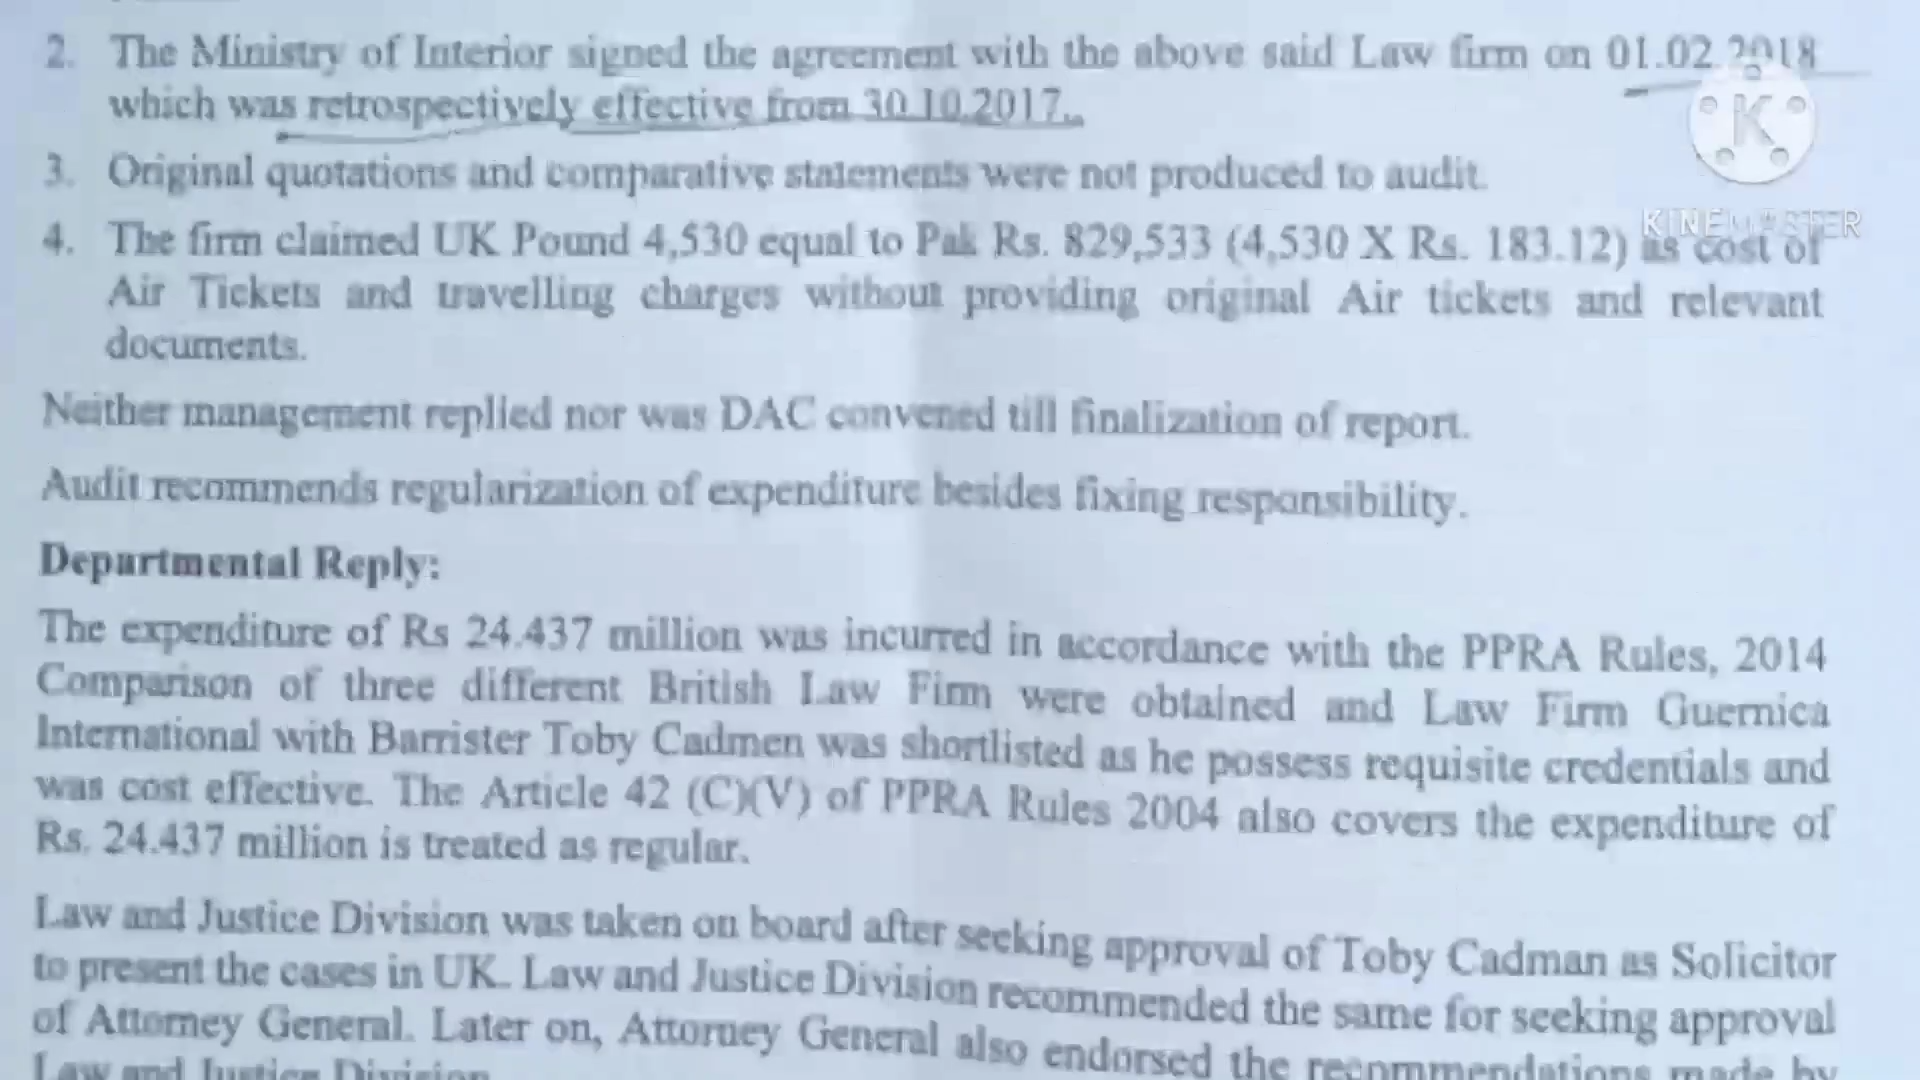 2. The Ministry of Interior signed the agreement with the above said Law firm on 01.02.2018
which was retrospectively effective from 30.10.2017.
3. Original quotations and comparative statements were not produced to audit.
4. The firm claimed UK Pound 4,530 equal to Pak Rs. 829,533 (4,530 X Rs. 183.12) as cost of
Air Tickets and travelling charges without providing original Air tickets and relevant
documents.
Neither management replied nor was DAC convened till finalization of report.
Audit recommends regularization of expenditure besides fixing responsibility.
Departmental Reply:
The expenditure of Rs 24.437 million was incurred in accordance with the PPRA Rules, 2014
Comparison of three different British Law Firm were obtained and Law Firm Guernica
International with Barrister Toby Cadmen was shortlisted as he possess requisite credentials and
was cost effective. The Article 42 (C)(V) of PPRA Rules 2004 also covers the expenditure of
Rs. 24.437 million is treated as regular.
Law and Justice Division was taken on board after seeking approval of Toby Cadman as Solicitor
to present the cases in UK. Law and Justice Division recommended the same for seeking approval
of Attorney General. Later on, Attorney General also endorsed the recommendations made by
Law and Justice Division
K
KINEMASTER